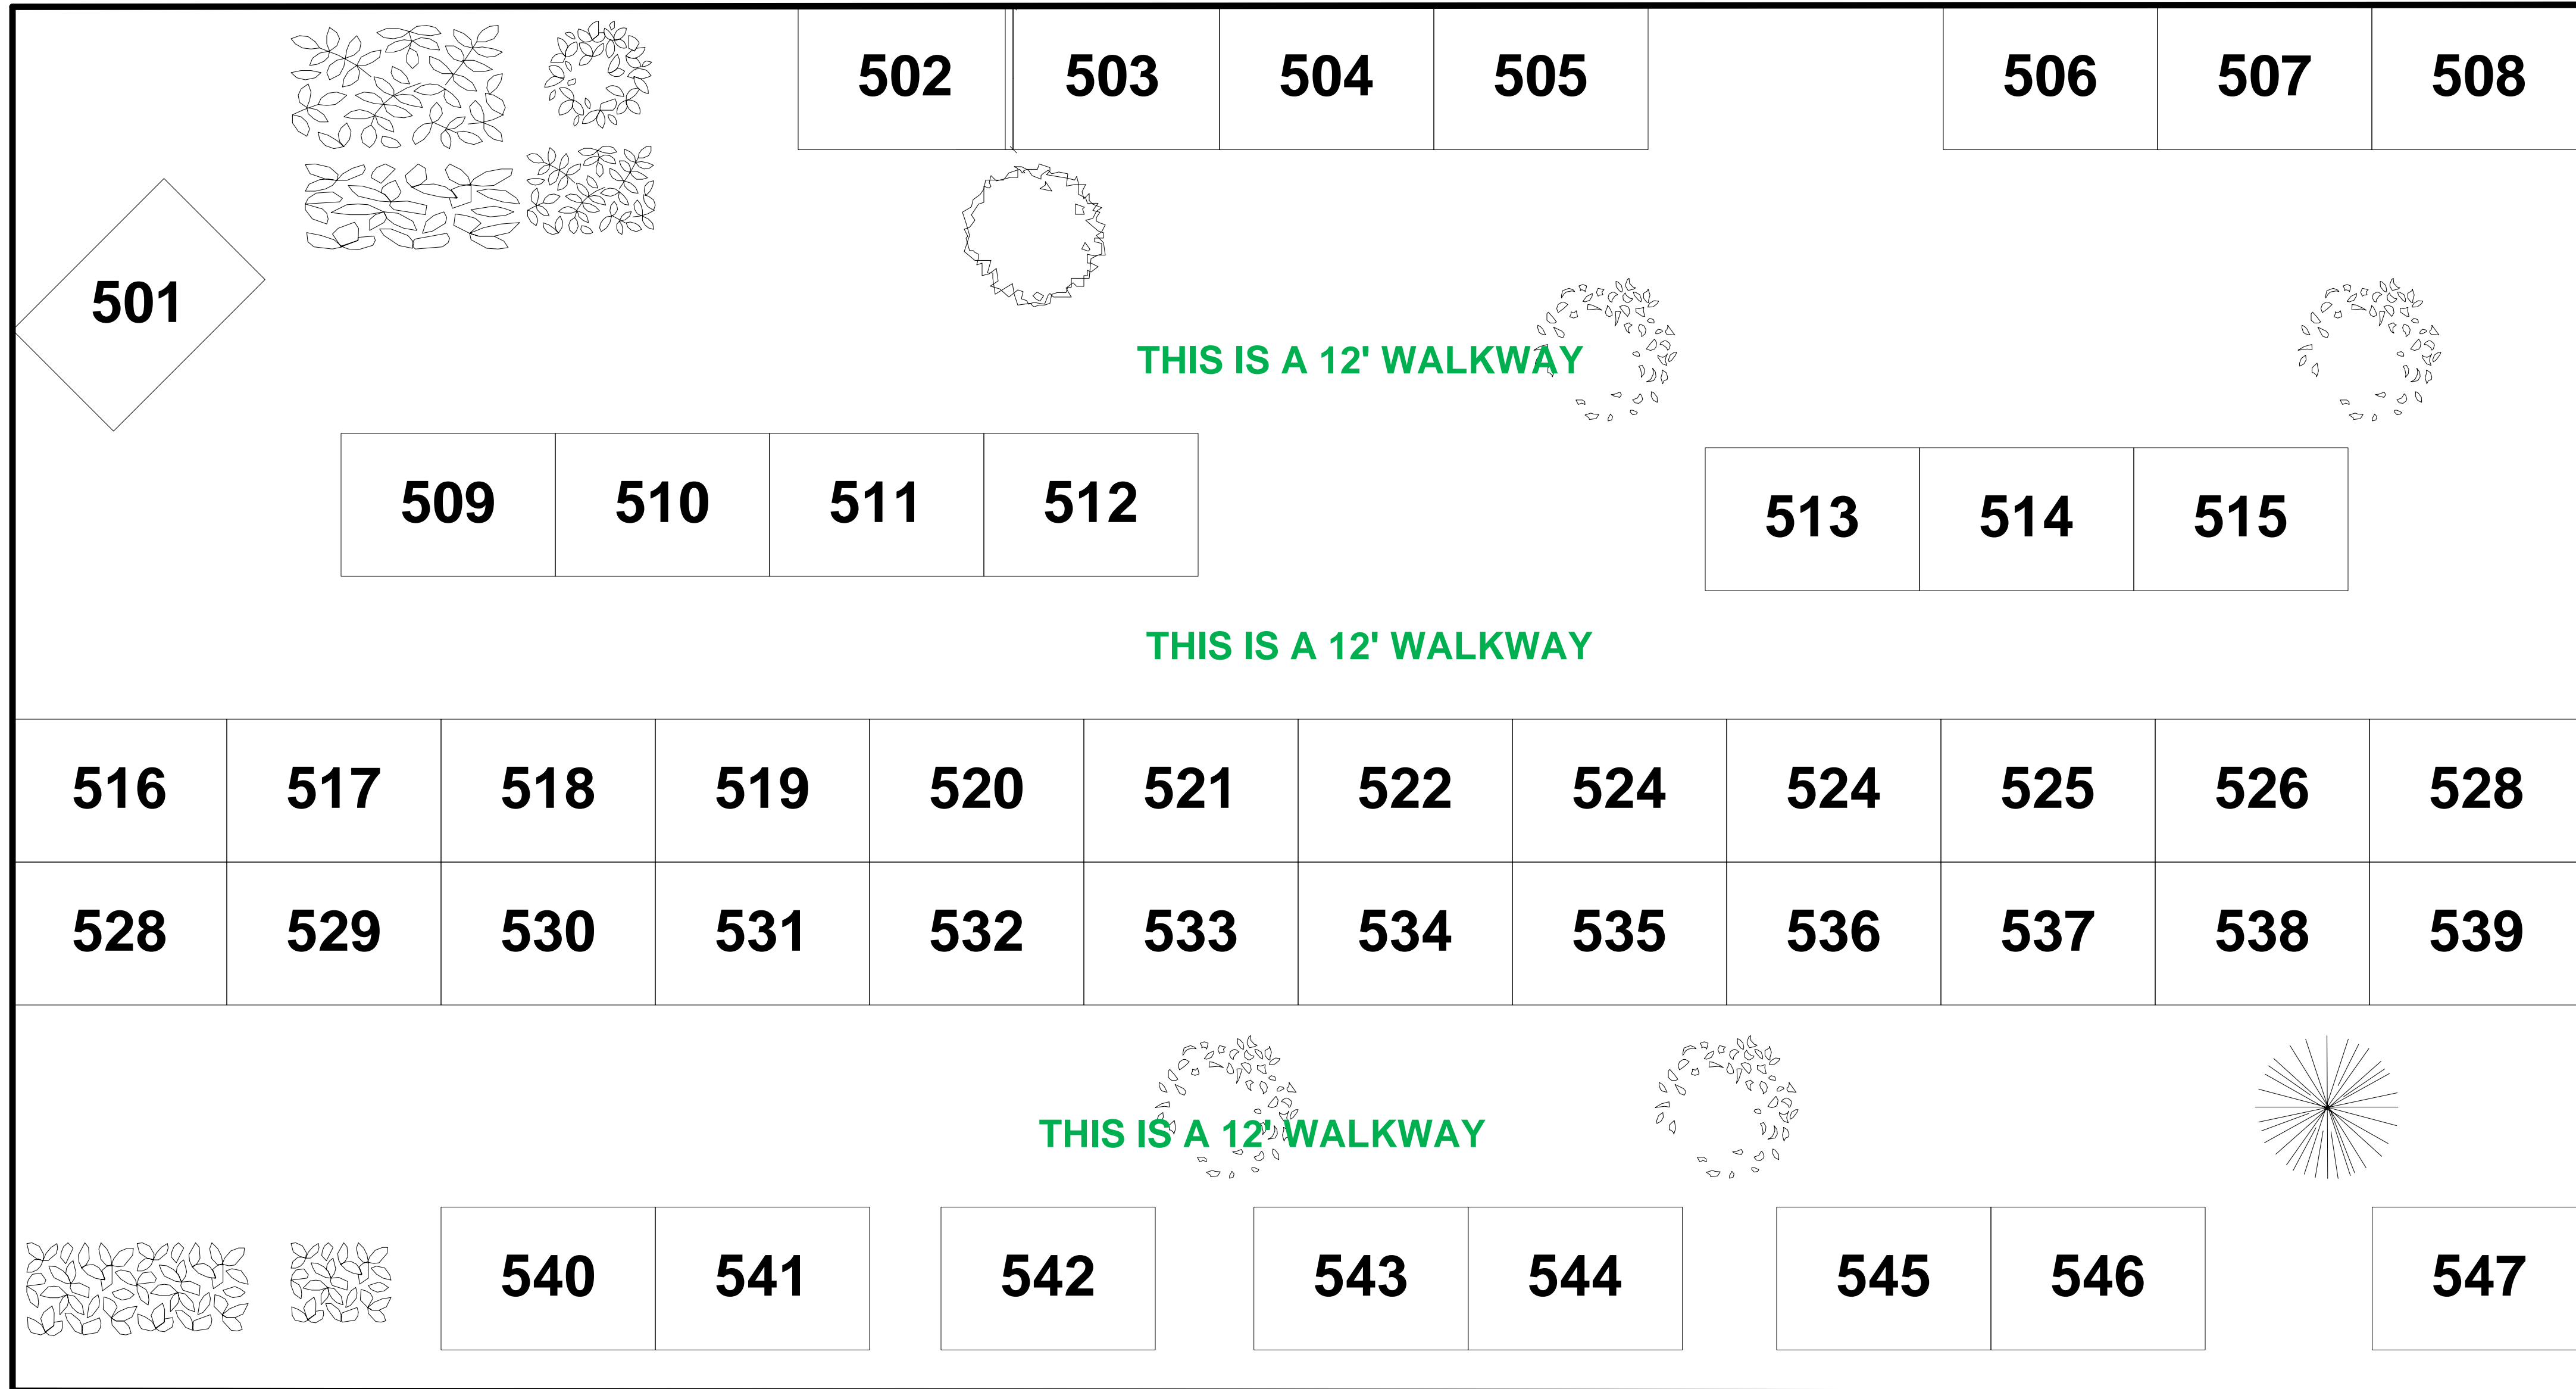 502 503 504 505 506 507 508
501
THIS IS A 12' WALKWAY
509 510 511 512
513 514 515
THIS IS A 12' WALKWAY
516 517 518 519 520 521 522 524 524 525 526 528
528 529 530 531 532 533 534 535 536 537 538 539
THIS IS A 12' WALKWAY
540 541 542 543 544 545 546 547